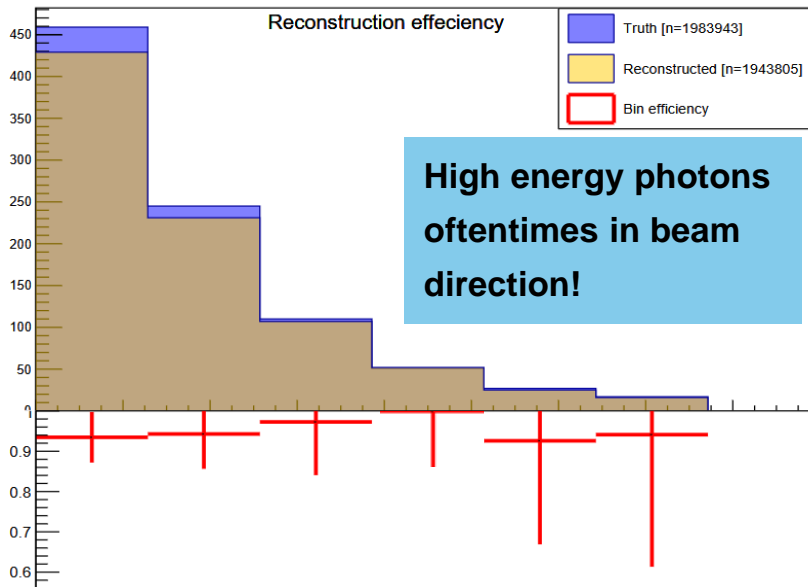 Reconstruction effeciency
Truth [n=1983943]
Reconstructed [n=1943805]
Bin efficiency
High energy photons
oftentimes in beam
direction!
450
400
350
300
250
200
150
100
50
0.9
0.8
0.7
0.6